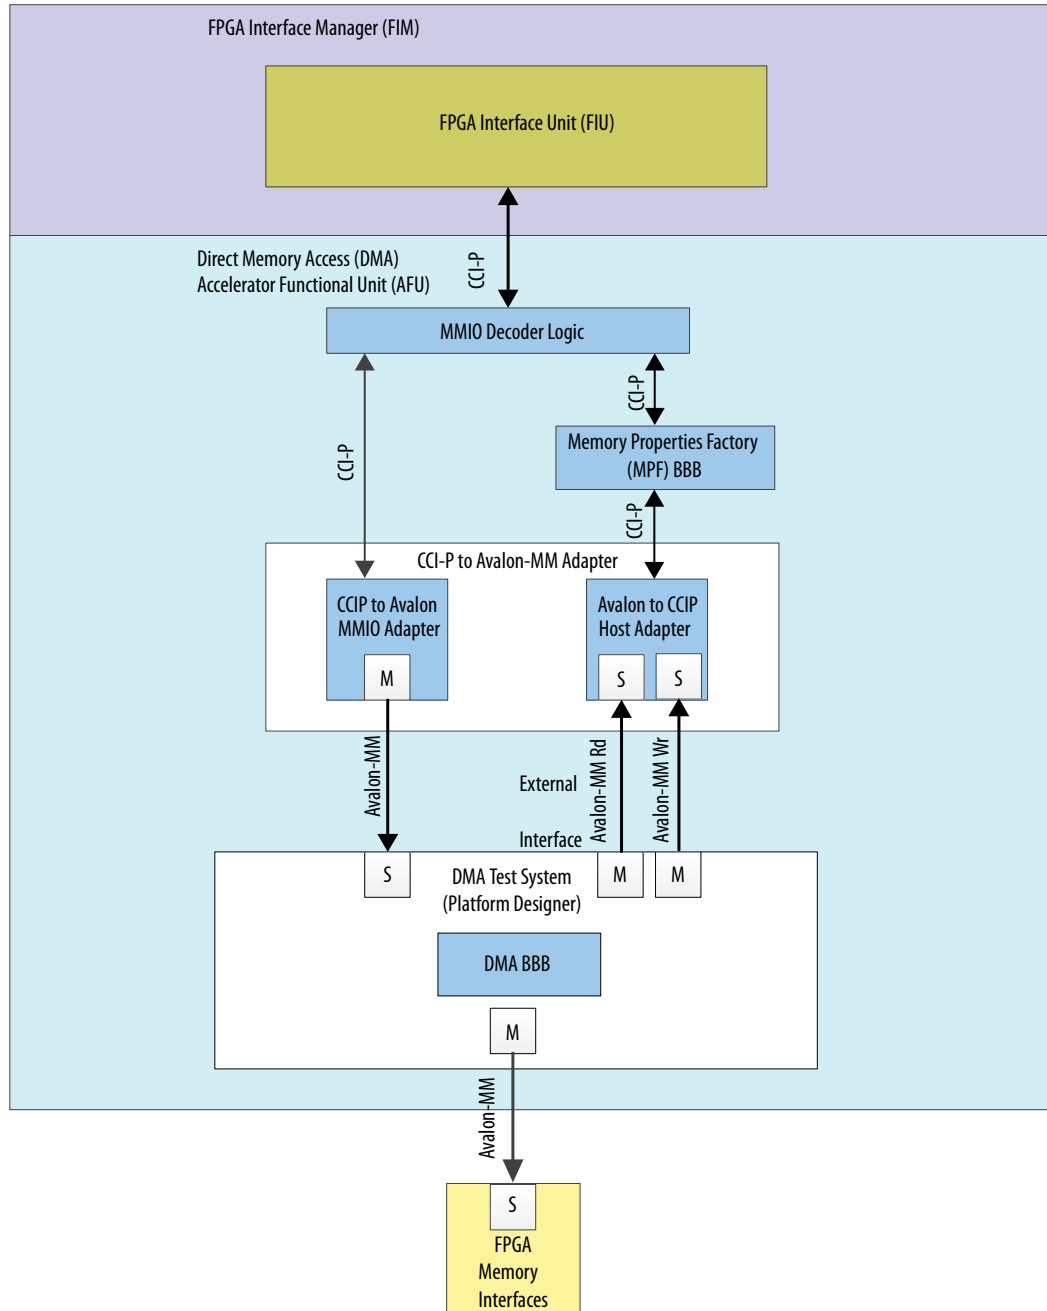 FPGA Interface Manager (FIM)
FPGA Interface Unit (FIU)
CCI-P
Direct Memory Access (DMA)
Accelerator Functional Unit (AFU)
MMIO Decoder Logic
CCI-P
CCI-P
Memory Properties Factory
(MPF) BBB
CCI-P
CCI-P to Avalon-MM Adapter
CCIP to Avalon
MMIO Adapter
M
Avalon to CCIP
Host Adapter
S
S
Avalon-MM
External
Interface
Avalon-MM Rd
Avalon-MM Wr
S
M
M
DMA Test System
(Platform Designer)
DMA BBB
M
Avalon-MM
S
FPGA
Memory
Interfaces